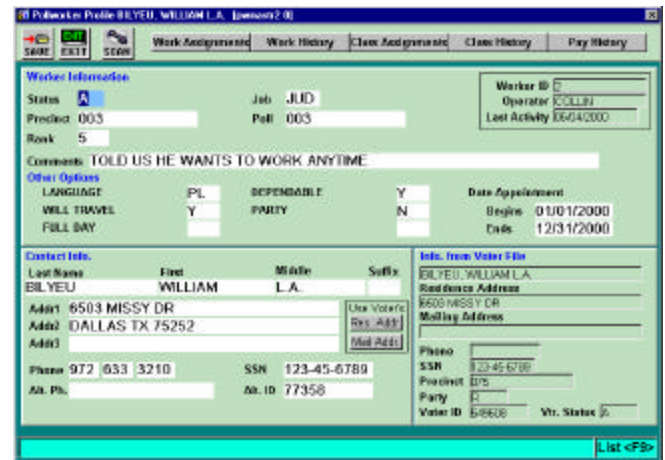 Pollworker Profile BILYEU, WILLIAM L.A. [pwmastr2.0]
SAVE EXIT SCAN Work Assignments Work History Class Assignments Class History Pay History
Worker Information
Status A Job JUD
Precinct 003 Poll 003
Rank 5
Worker ID 2
Operator COLLIN
Last Activity 06/04/2000
Comments TOLD US HE WANTS TO WORK ANYTIME
Other Options
LANGUAGE PL DEPENDABLE Y Date Appointment
WILL TRAVEL Y PARTY N Begins 01/01/2000
FULL DAY Ends 12/31/2000
Contact Info.
Last Name First Middle Suffix
BILYEU WILLIAM L.A.
Addr1 6503 MISSY DR
Addr2 DALLAS TX 75252
Addr3
Use Voter's
Res. Addr
Mail Addr.
Phone 972 633 3210 SSN 123-45-6789
Alt. Ph. Alt. ID 77358
Info. from Voter File
BILYEU, WILLIAM L.A.
Residence Address
6503 MISSY DR
Mailing Address
Phone
SSN 123-45-6789
Precinct 075
Party R
Voter ID 649608 Vtr. Status A
List <F9>